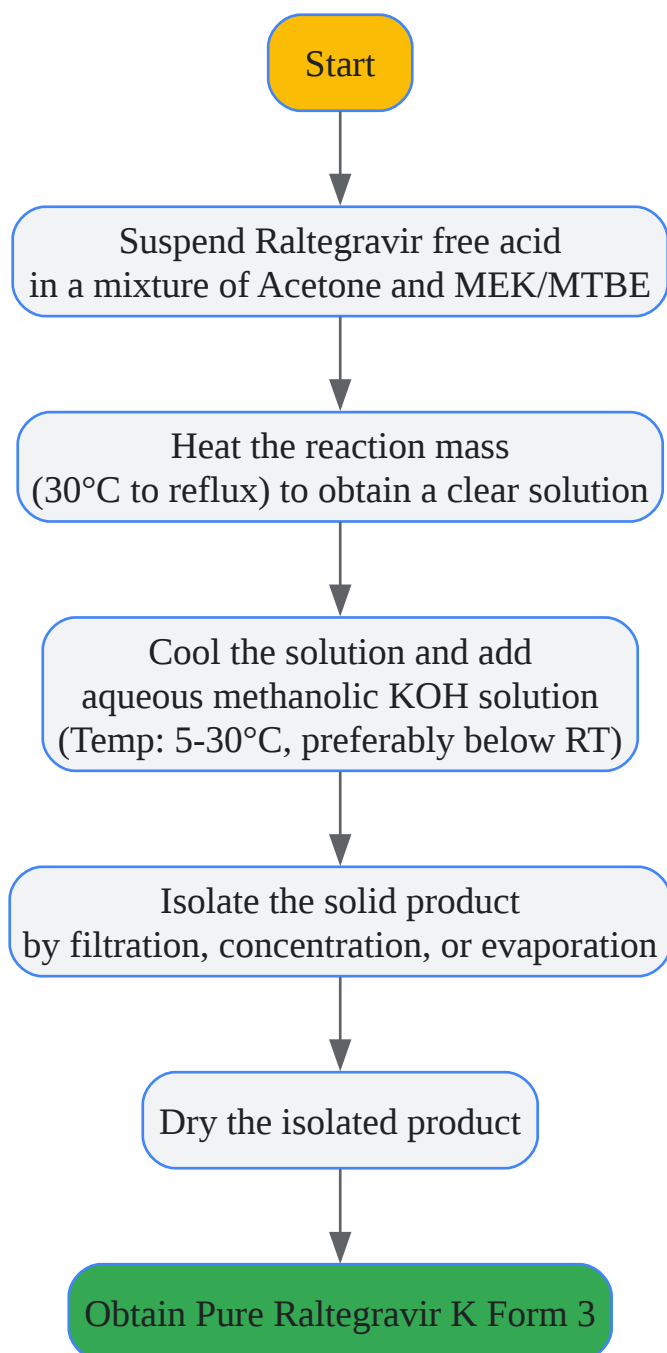 Start
Suspend Raltegravir free acid
in a mixture of Acetone and MEK/MTBE
Heat the reaction mass
(30°C to reflux) to obtain a clear solution
Cool the solution and add
aqueous methanolic KOH solution
(Temp: 5-30°C, preferably below RT)
Isolate the solid product
by filtration, concentration, or evaporation
Dry the isolated product
Obtain Pure Raltegravir K Form 3